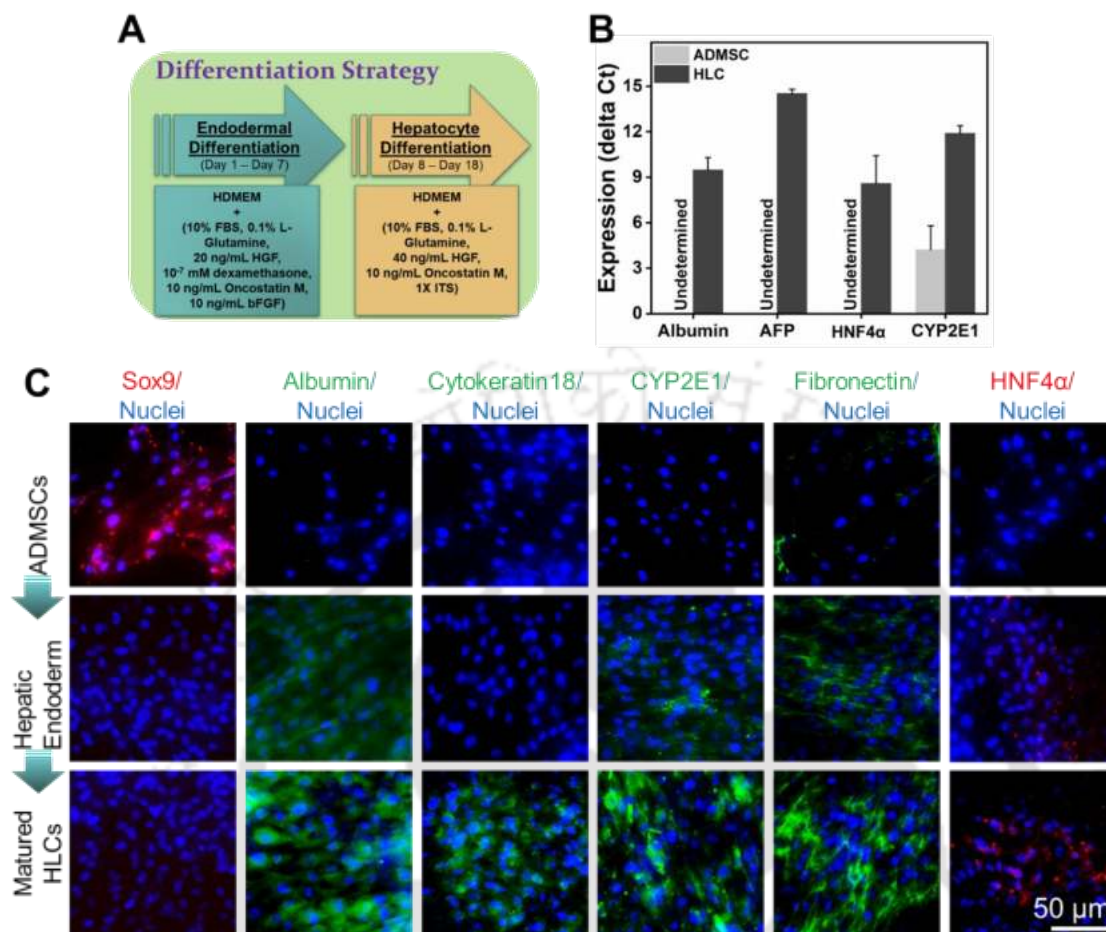 A
Differentiation Strategy
Endodermal
Differentiation
(Day 1 – Day 7)
HDMEM
+
(10% FBS, 0.1% L-
Glutamine,
20 ng/mL HGF,
10⁻⁷ mM dexamethasone,
10 ng/mL Oncostatin M,
10 ng/mL bFGF)
Hepatocyte
Differentiation
(Day 8 – Day 18)
HDMEM
+
(10% FBS, 0.1% L-
Glutamine,
40 ng/mL HGF,
10 ng/mL Oncostatin M,
1X ITS)
B
ADMSC
HLC
Expression (delta Ct)
15
12
9
6
3
0
Undetermined
Undetermined
Undetermined
Albumin
AFP
HNF4α
CYP2E1
C
Sox9/
Nuclei
Albumin/
Nuclei
Cytokeratin18/
Nuclei
CYP2E1/
Nuclei
Fibronectin/
Nuclei
HNF4α/
Nuclei
ADMSCs
Hepatic
Endoderm
Matured
HLCs
50 µm